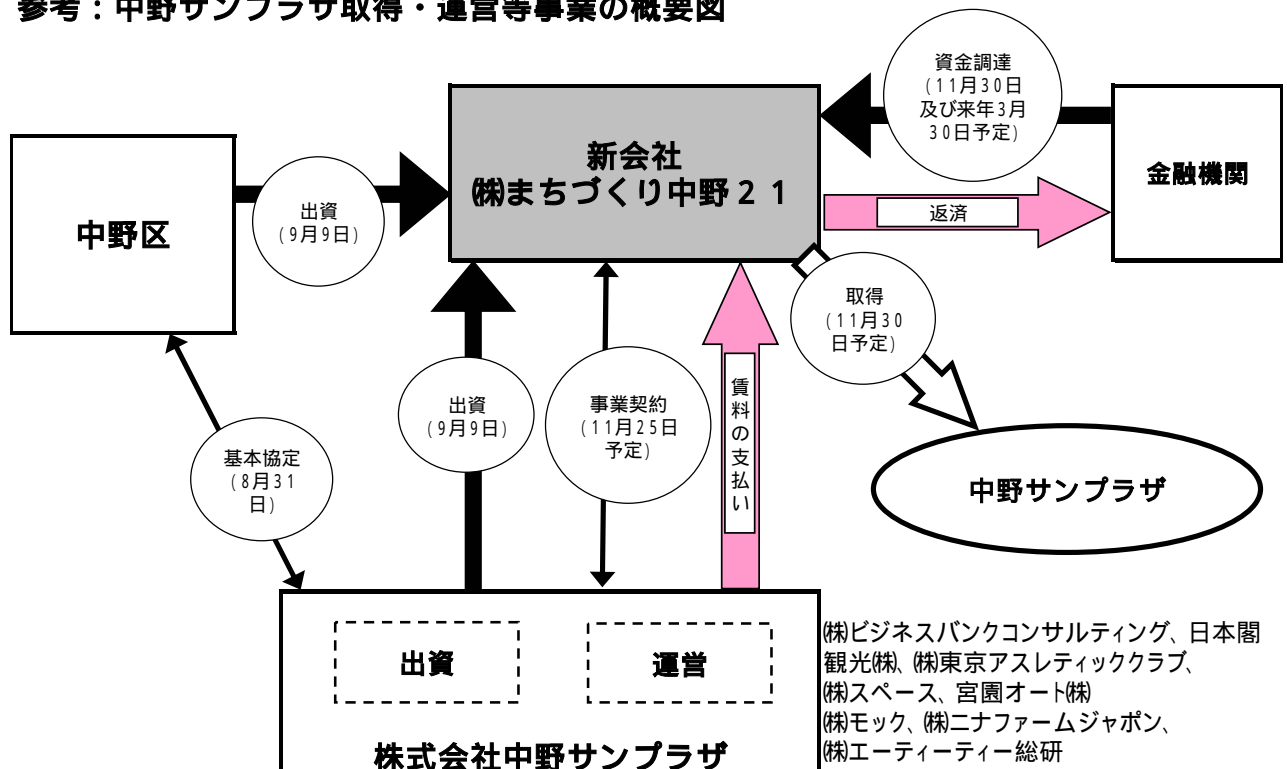 参考：中野サンプラザ取得・運営等事業の概要図
資金調達
(11月30日
及び来年3月
30日予定)
新会社
㈱まちづくり中野21
金融機関
中野区
出資
(9月9日)
返済
取得
(11月30
日予定)
出資
(9月9日)
事業契約
(11月25日
予定)
賃料の支払い
基本協定
(8月31
日)
中野サンプラザ
出資
運営
株式会社中野サンプラザ
㈱ビジネスバンクコンサルティング、日本閣
観光㈱、㈱東京アスレティッククラブ、
㈱スペース、宮園オート㈱
㈱モック、㈱ニナファームジャポン、
㈱エーティーティー総研